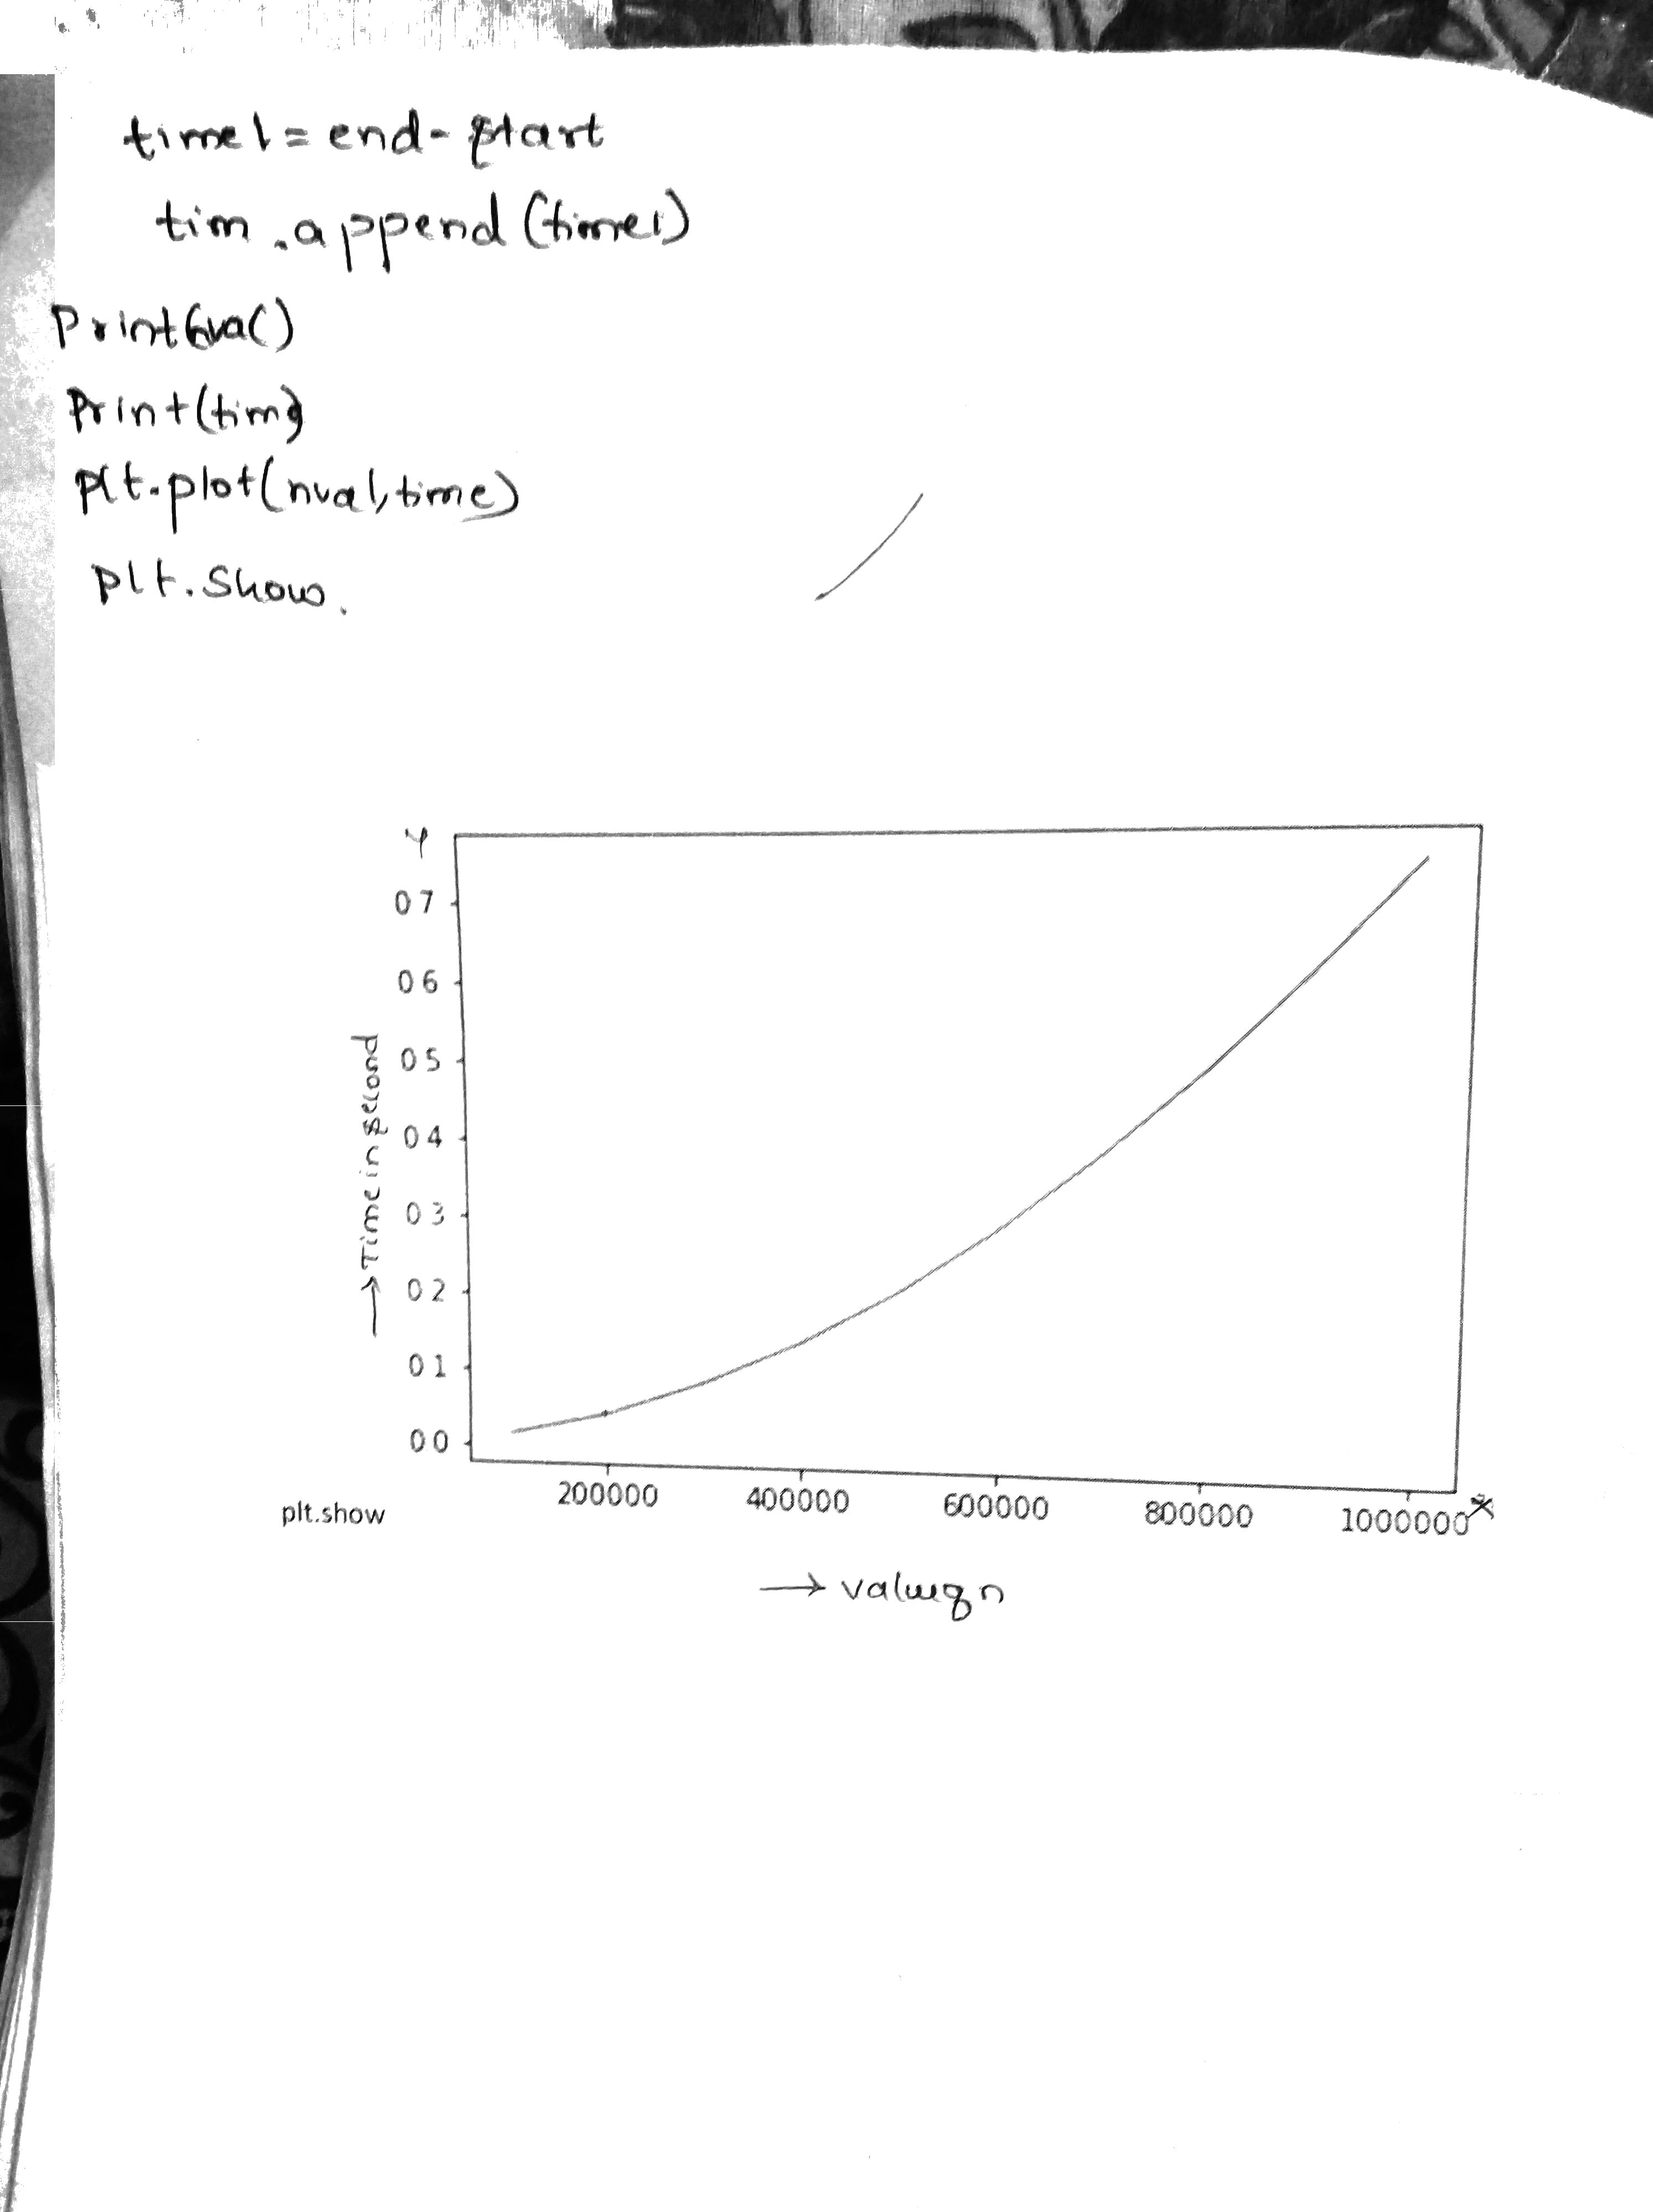 time1 = end - start
tim.append(time1)
Print(nval)
Print(tim)
plt.plot(nval, time)
plt.show.
Y
0 7
0 6
0 5
0 4
0 3
0 2
0 1
0 0
→ Time in second
200000 400000 600000 800000 1000000 X
plt.show
→ value of n